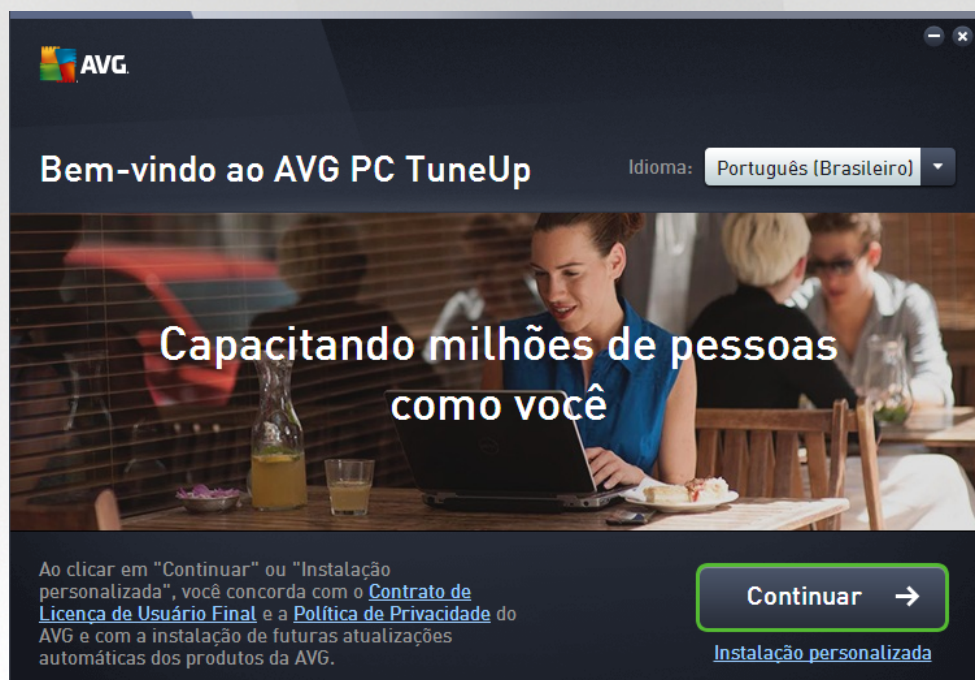 AVG.
Bem-vindo ao AVG PC TuneUp
Idioma:
Português (Brasileiro)
Capacitando milhões de pessoas
como você
Ao clicar em "Continuar" ou "Instalação
personalizada", você concorda com o Contrato de
Licença de Usuário Final e a Política de Privacidade do
AVG e com a instalação de futuras atualizações
automáticas dos produtos da AVG.
Continuar →
Instalação personalizada